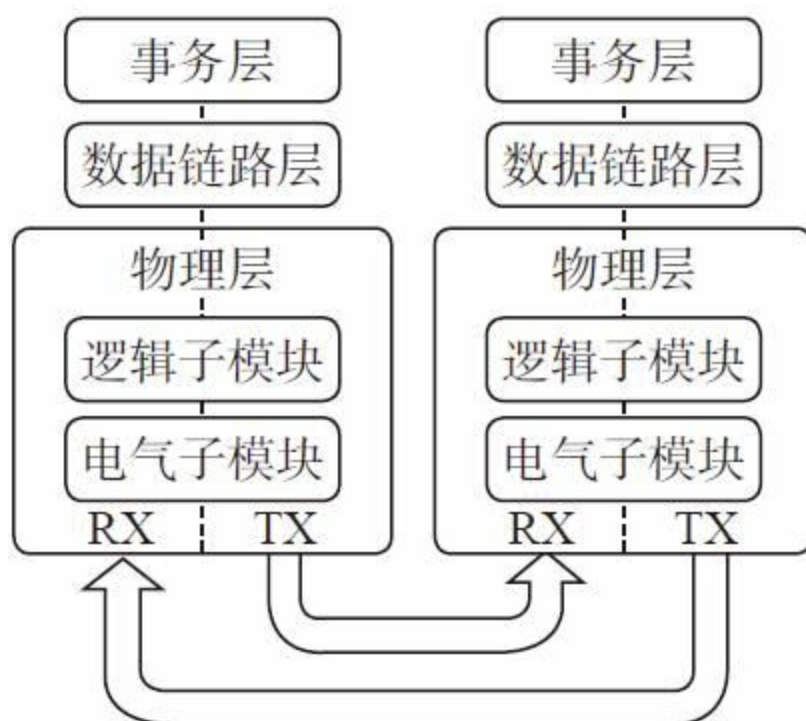 事务层
事务层
数据链路层
数据链路层
物理层
物理层
逻辑子模块
逻辑子模块
电气子模块
电气子模块
RX TX
RX TX